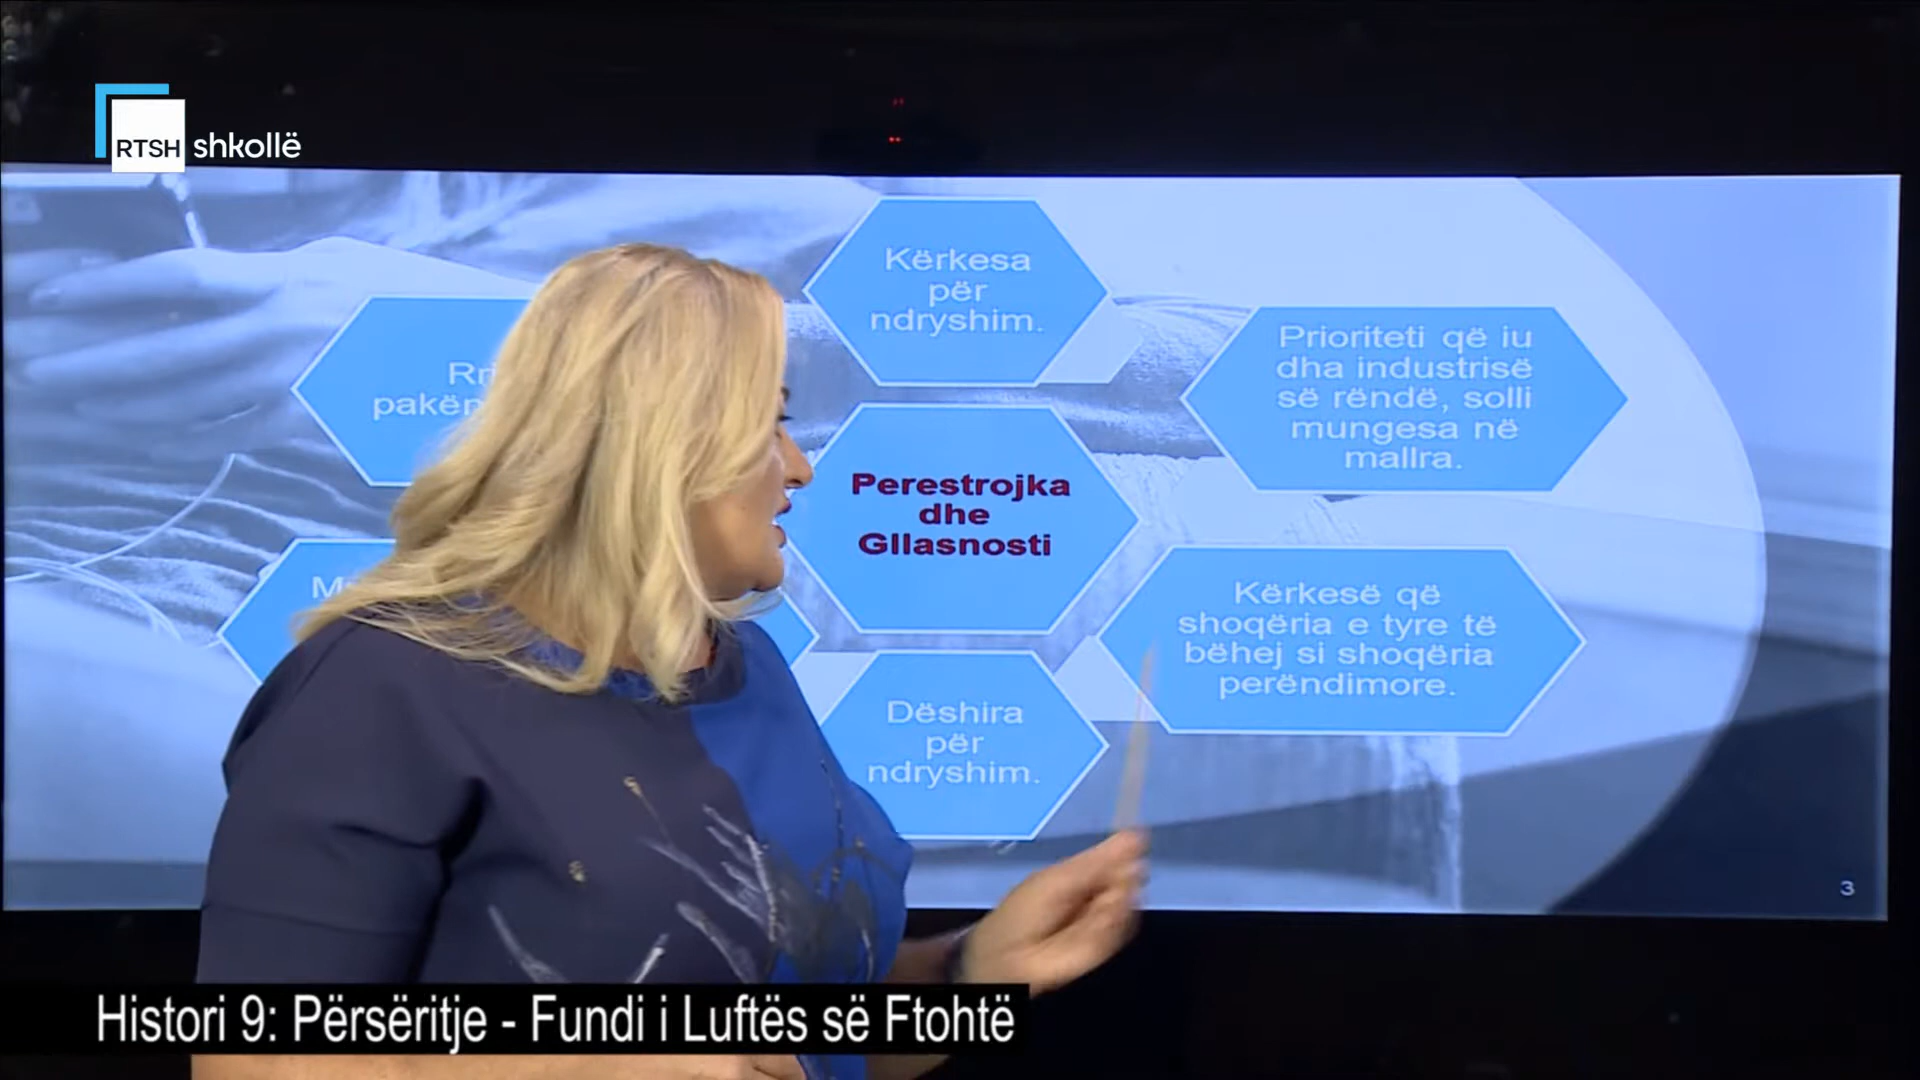 RTSH shkollë
Kërkesa
për
ndryshim.
Prioriteti që iu
dha industrisë
së rëndë, solli
mungesa në
mallra.
Perestrojka
dhe
Gllasnosti
Kërkesë që
shoqëria e tyre të
bëhej si shoqëria
perëndimore.
Dëshira
për
ndryshim.
3
Histori 9: Përsëritje - Fundi i Luftës së Ftohtë